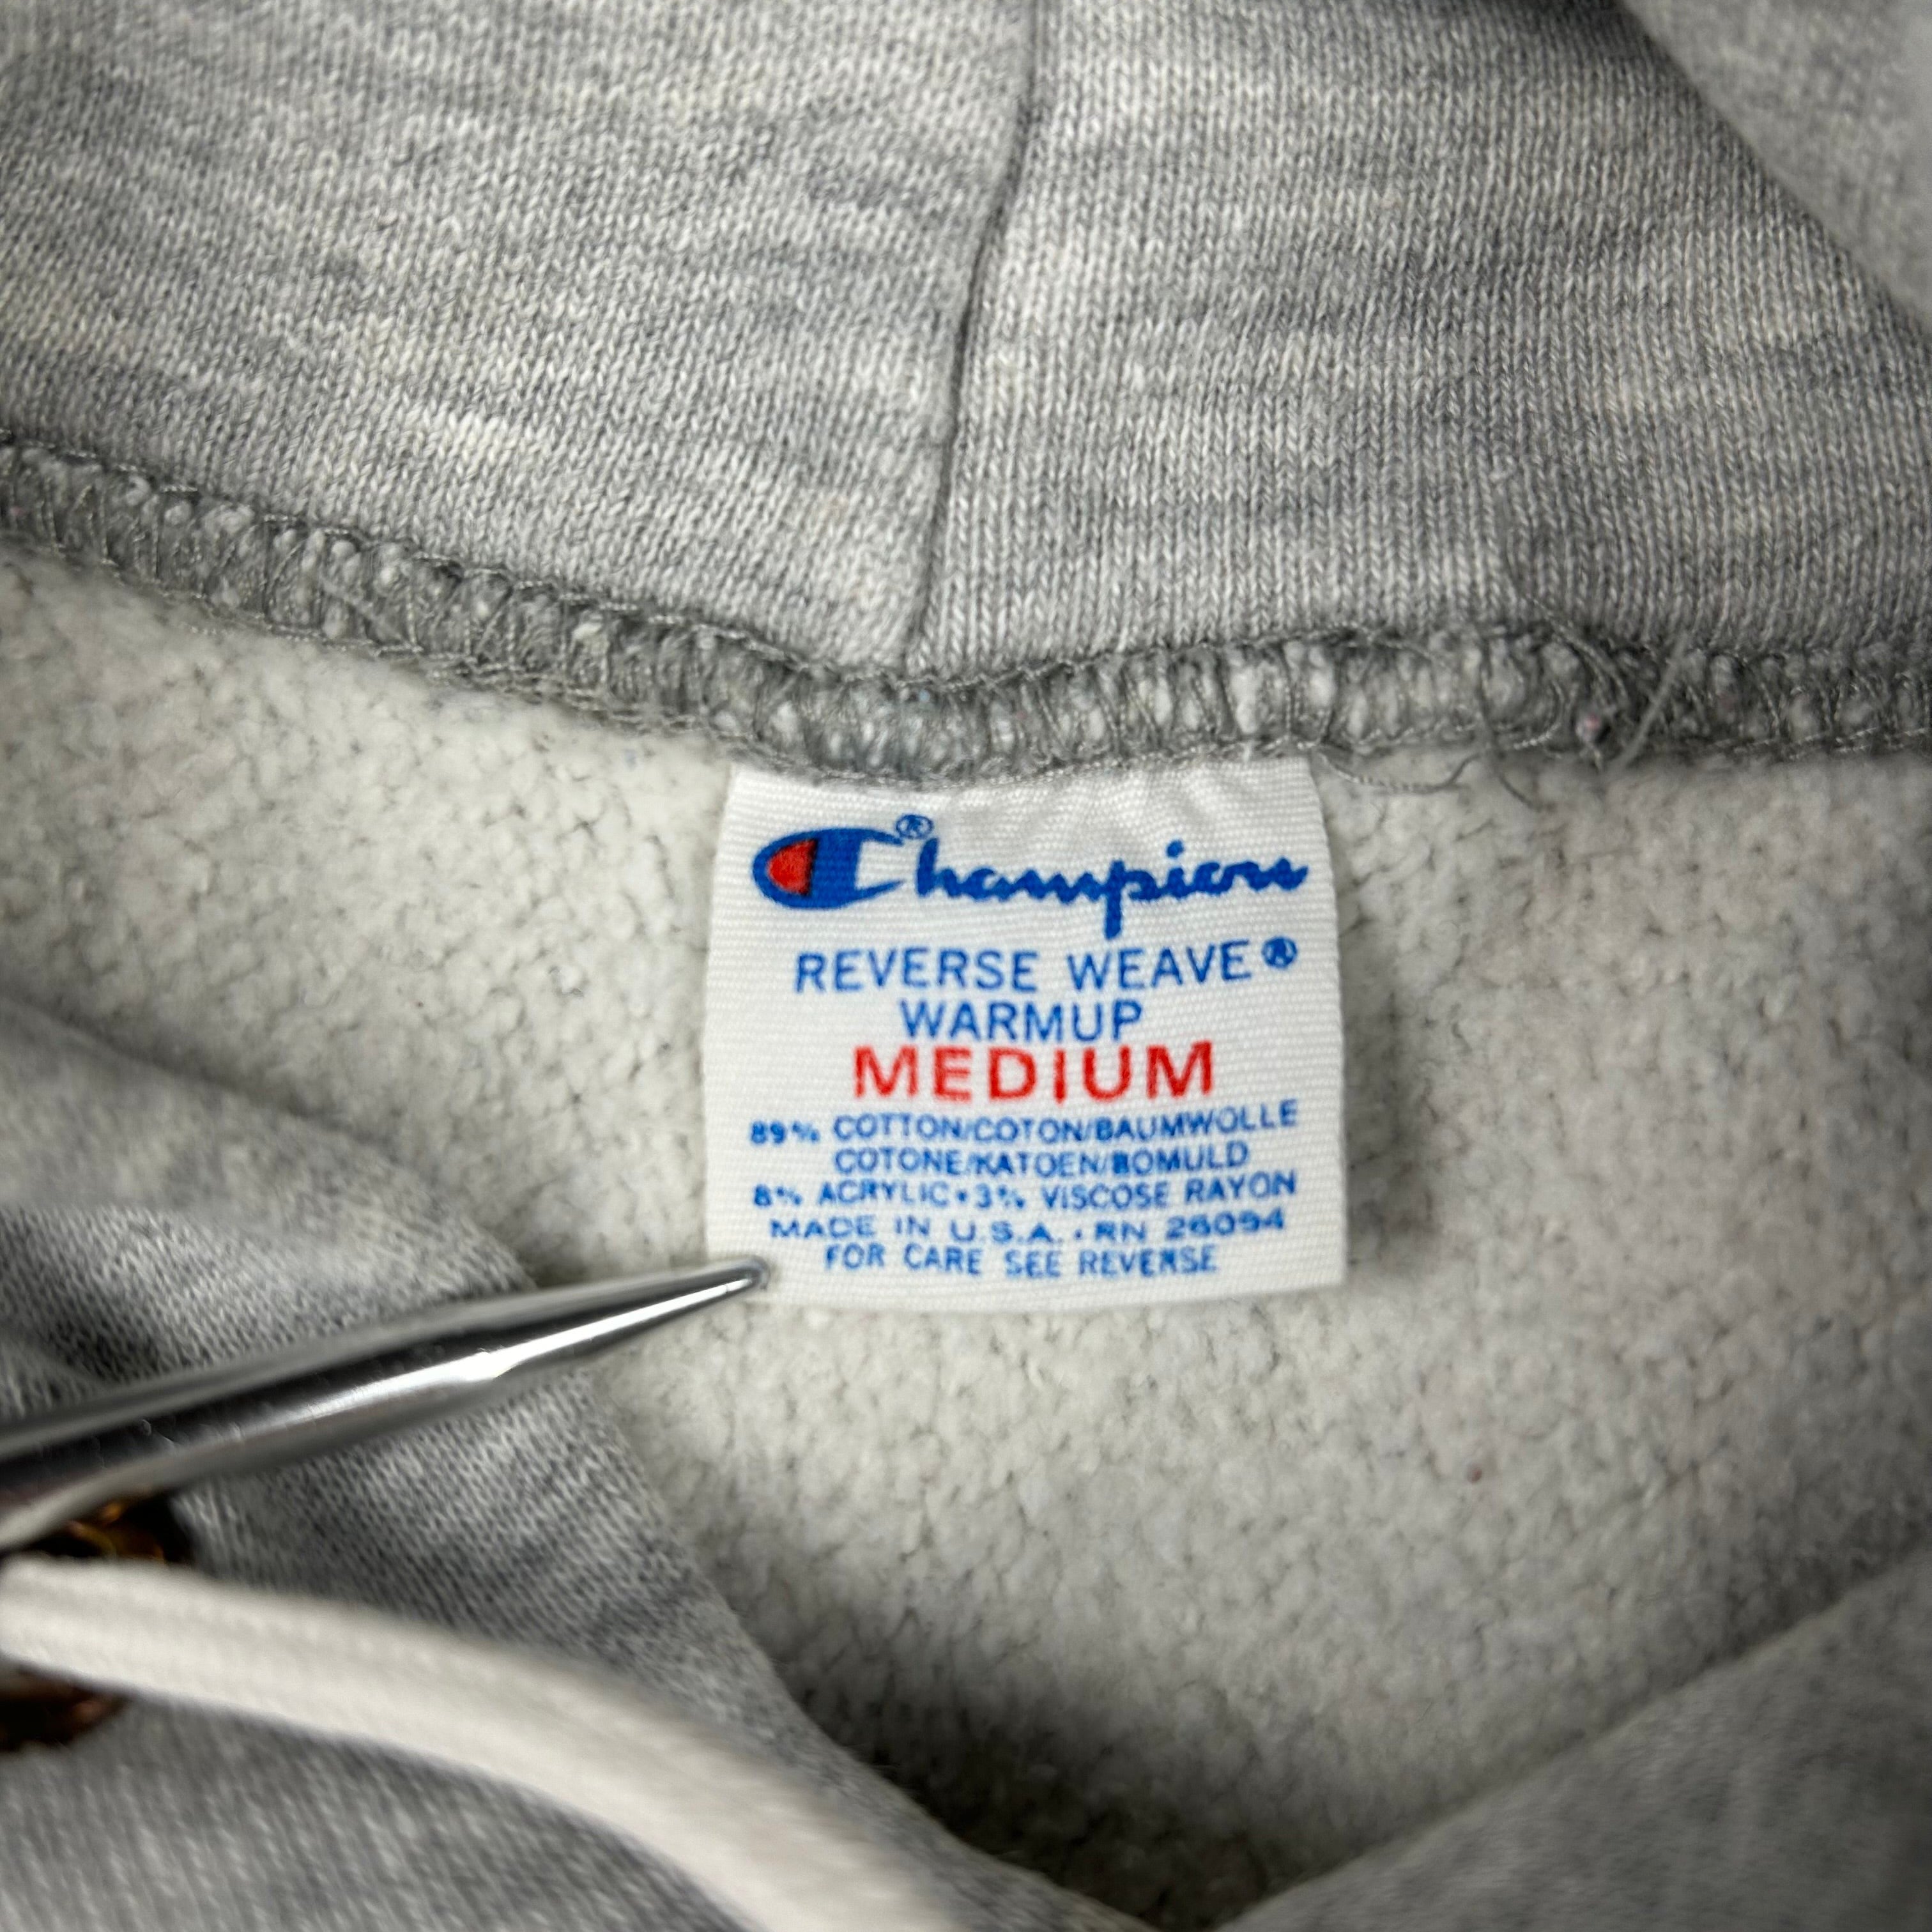 Champion®
REVERSE WEAVE®
WARMUP
MEDIUM
89% COTTON/COTON/BAUMWOLLE
COTONE/KATOEN/BOMULD
8% ACRYLIC•3% VISCOSE RAYON
MADE IN U.S.A. • RN 26094
FOR CARE SEE REVERSE